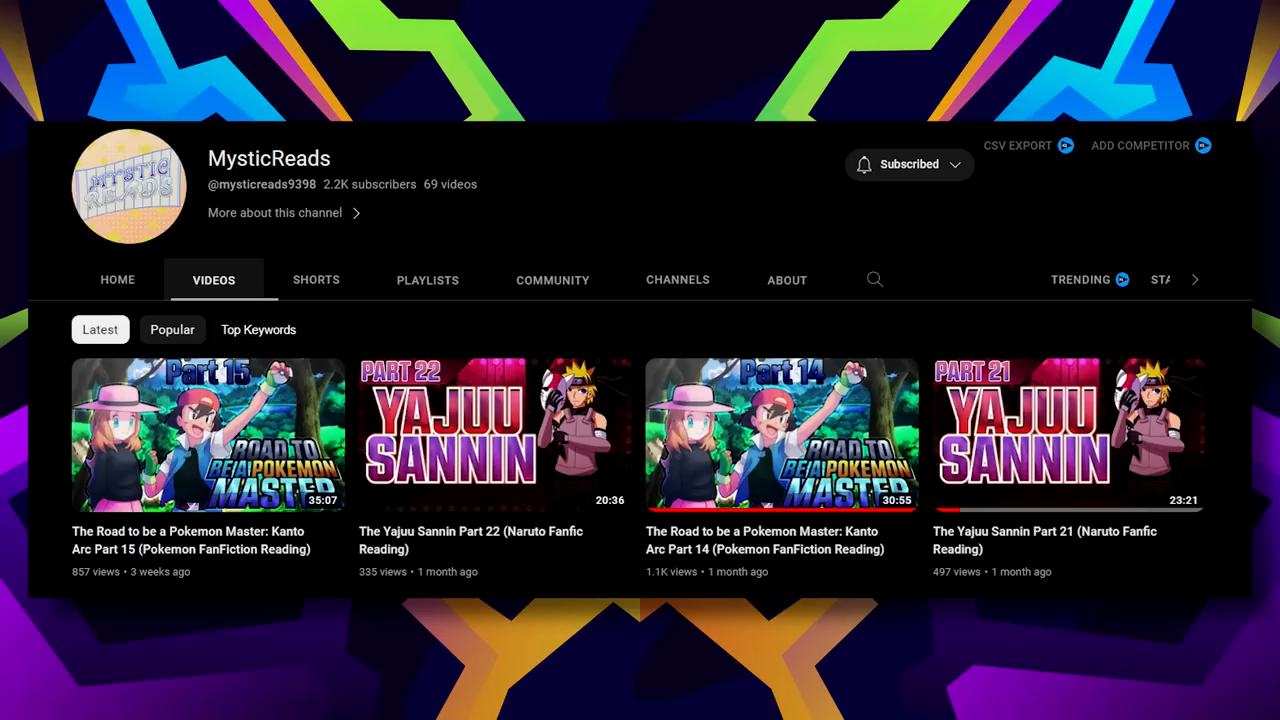 MYSTIC
READS
MysticReads
@mysticreads9398 2.2K subscribers 69 videos
More about this channel
Subscribed
CSV EXPORT
ADD COMPETITOR
HOME VIDEOS SHORTS PLAYLISTS COMMUNITY CHANNELS ABOUT TRENDING STA
Latest Popular Top Keywords
Part 15
ROAD TO
BE A POKEMON
MASTER
35:07
PART 22
YAJUU
SANNIN
20:36
Part 14
ROAD TO
BE A POKEMON
MASTER
30:55
PART 21
YAJUU
SANNIN
23:21
The Road to be a Pokemon Master: Kanto
Arc Part 15 (Pokemon FanFiction Reading)
857 views • 3 weeks ago
The Yajuu Sannin Part 22 (Naruto Fanfic
Reading)
335 views • 1 month ago
The Road to be a Pokemon Master: Kanto
Arc Part 14 (Pokemon FanFiction Reading)
1.1K views • 1 month ago
The Yajuu Sannin Part 21 (Naruto Fanfic
Reading)
497 views • 1 month ago